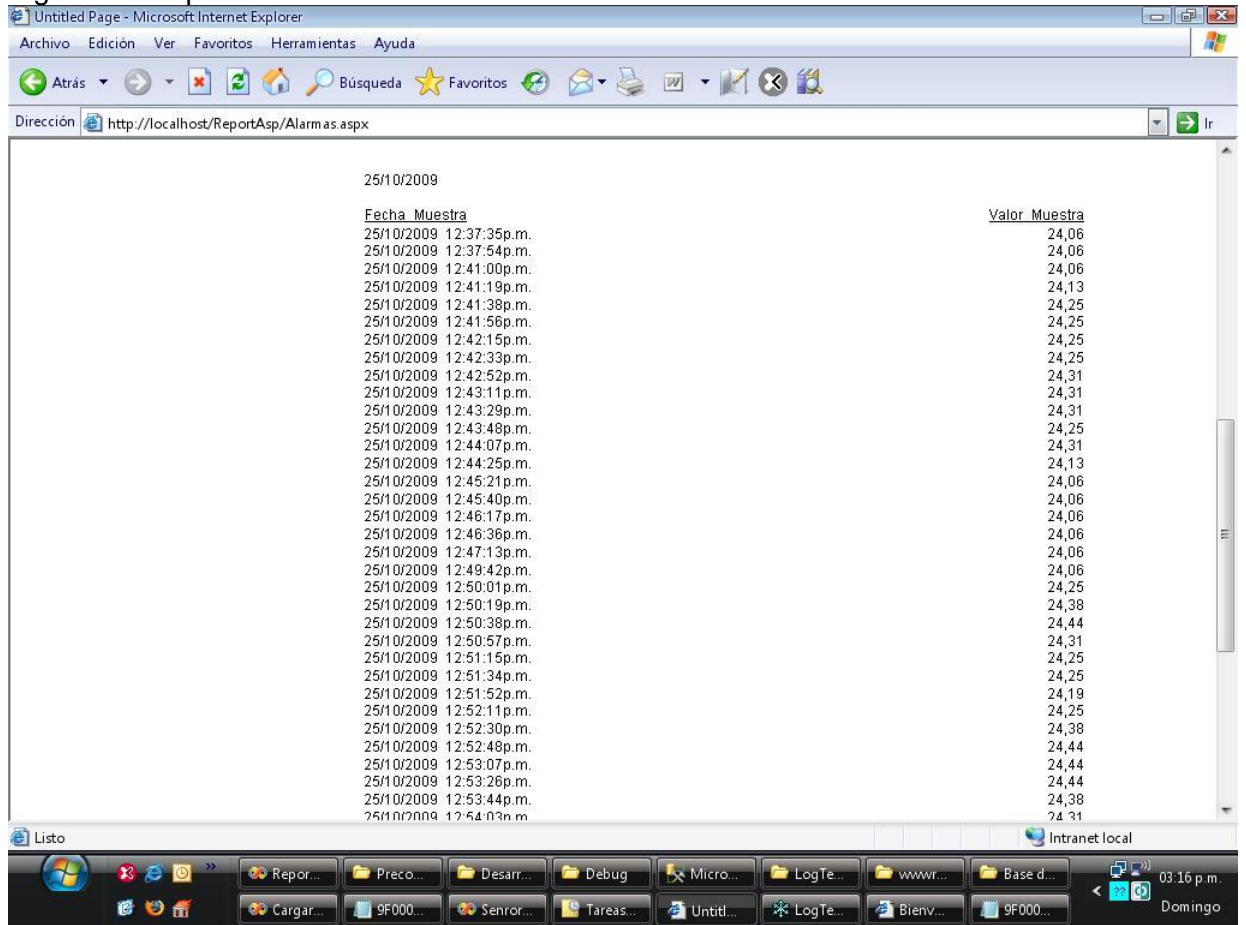 Untitled Page - Microsoft Internet Explorer
Archivo Edición Ver Favoritos Herramientas Ayuda
Atrás Búsqueda Favoritos
Dirección http://localhost/ReportAsp/Alarmas.aspx Ir
25/10/2009
Fecha Muestra Valor Muestra
25/10/2009 12:37:35p.m. 24,06
25/10/2009 12:37:54p.m. 24,06
25/10/2009 12:41:00p.m. 24,06
25/10/2009 12:41:19p.m. 24,13
25/10/2009 12:41:38p.m. 24,25
25/10/2009 12:41:56p.m. 24,25
25/10/2009 12:42:15p.m. 24,25
25/10/2009 12:42:33p.m. 24,25
25/10/2009 12:42:52p.m. 24,31
25/10/2009 12:43:11p.m. 24,31
25/10/2009 12:43:29p.m. 24,31
25/10/2009 12:43:48p.m. 24,25
25/10/2009 12:44:07p.m. 24,31
25/10/2009 12:44:25p.m. 24,13
25/10/2009 12:45:21p.m. 24,06
25/10/2009 12:45:40p.m. 24,06
25/10/2009 12:46:17p.m. 24,06
25/10/2009 12:46:36p.m. 24,06
25/10/2009 12:47:13p.m. 24,06
25/10/2009 12:49:42p.m. 24,06
25/10/2009 12:50:01p.m. 24,25
25/10/2009 12:50:19p.m. 24,38
25/10/2009 12:50:38p.m. 24,44
25/10/2009 12:50:57p.m. 24,31
25/10/2009 12:51:15p.m. 24,25
25/10/2009 12:51:34p.m. 24,25
25/10/2009 12:51:52p.m. 24,19
25/10/2009 12:52:11p.m. 24,25
25/10/2009 12:52:30p.m. 24,38
25/10/2009 12:52:48p.m. 24,44
25/10/2009 12:53:07p.m. 24,44
25/10/2009 12:53:26p.m. 24,44
25/10/2009 12:53:44p.m. 24,38
25/10/2009 12:54:03p.m. 24,31
Listo Intranet local
Repor... Preco... Desarr... Debug Micro... LogTe... wwwr... Base d... 03:16 p.m.
Cargar... 9F000... Senror... Tareas... Untitl... LogTe... Bienv... 9F000... Domingo